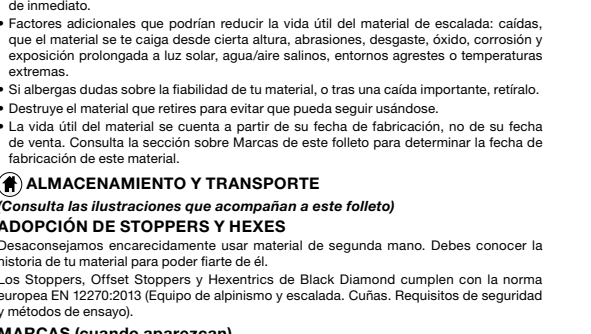 de inmediato.
• Factores adicionales que podrían reducir la vida útil del material de escalada: caídas,
que el material se te caiga desde cierta altura, abrasiones, desgaste, óxido, corrosión y
exposición prolongada a luz solar, agua/aire salinos, entornos agrestes o temperaturas
extremas.
• Si albergas dudas sobre la fiabilidad de tu material, o tras una caída importante, retíralo.
• Destruye el material que retires para evitar que pueda seguir usándose.
• La vida útil del material se cuenta a partir de su fecha de fabricación, no de su fecha
de venta. Consulta la sección sobre Marcas de este folleto para determinar la fecha de
fabricación de este material.
ALMACENAMIENTO Y TRANSPORTE
(Consulta las ilustraciones que acompañan a este folleto)
ADOPCIÓN DE STOPPERS Y HEXES
Desaconsejamos encarecidamente usar material de segunda mano. Debes conocer la
historia de tu material para poder fiarte de él.
Los Stoppers, Offset Stoppers y Hexentrics de Black Diamond cumplen con la norma
europea EN 12270:2013 (Equipo de alpinismo y escalada. Cuñas. Requisitos de seguridad
y métodos de ensayo).
MARCAS (cuando aparezcan)